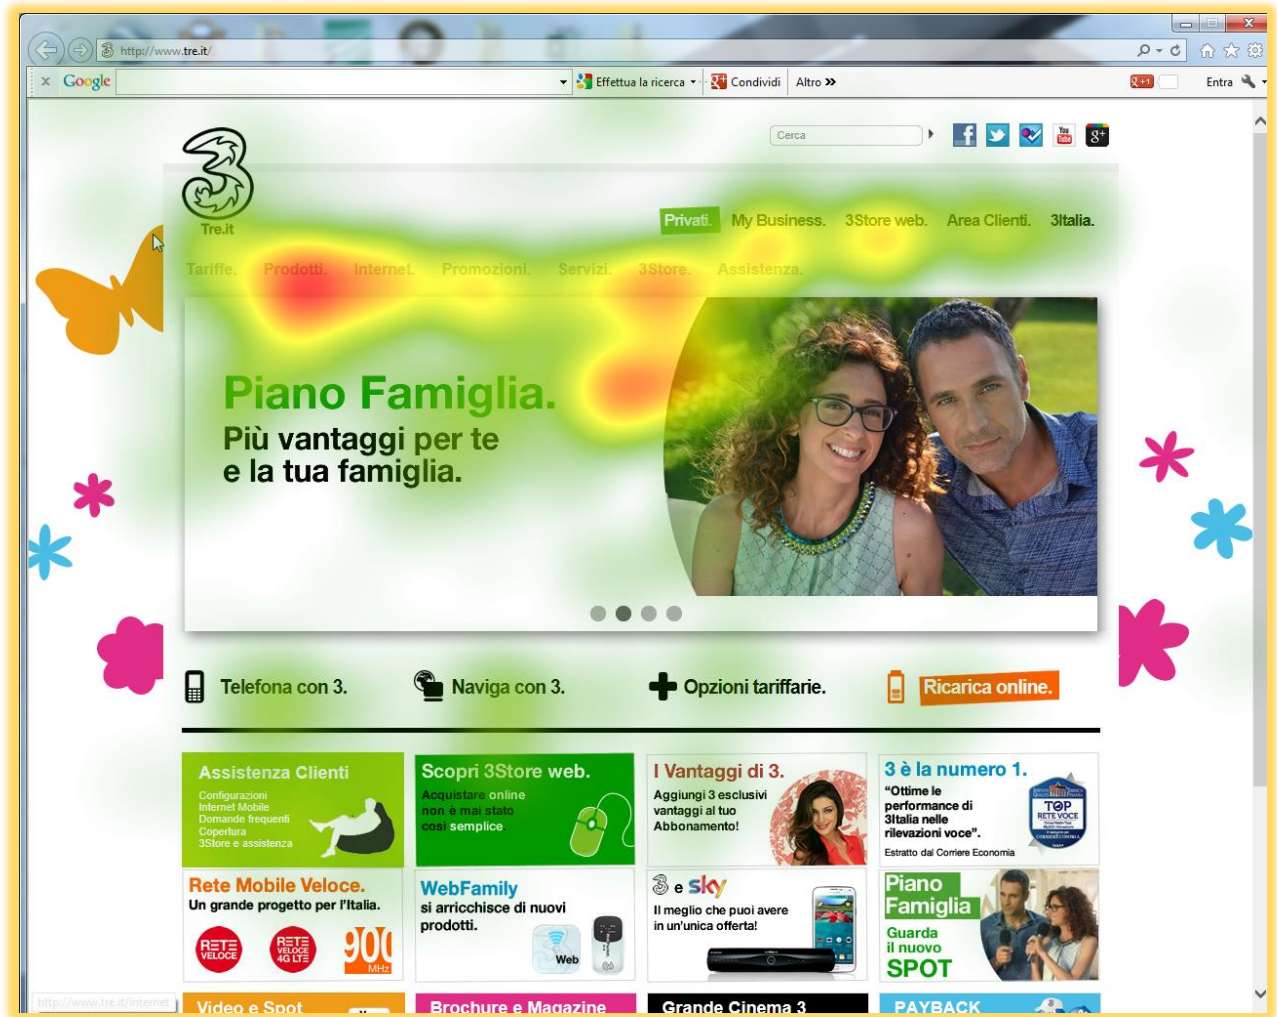 http://www.tre.it/
x Google Effettua la ricerca Condividi Altro » +1 Entra
Cerca
You Tube
g+
3
Tre.it
Privati. My Business. 3Store web. Area Clienti. 3Italia.
Tariffe. Prodotti. Internet. Promozioni. Servizi. 3Store. Assistenza.
Piano Famiglia.
Più vantaggi per te
e la tua famiglia.
Telefona con 3. Naviga con 3. Opzioni tariffarie. Ricarica online.
Assistenza Clienti
Configurazioni
Internet Mobile
Domande frequenti
Copertura
3Store e assistenza
Scopri 3Store web.
Acquistare online
non è mai stato
così semplice.
I Vantaggi di 3.
Aggiungi 3 esclusivi
vantaggi al tuo
Abbonamento!
3 è la numero 1.
“Ottime le
performance di
3Italia nelle
rilevazioni voce”.
Estratto dal Corriere Economia
TOP
RETE VOCE
Rete Mobile Veloce.
Un grande progetto per l'Italia.
RETE
VELOCE
RETE
VELOCE
4G LTE
900
MHz
WebFamily
si arricchisce di nuovi
prodotti.
Web
3 e sky
Il meglio che puoi avere
in un'unica offerta!
Piano
Famiglia
Guarda
il nuovo
SPOT
http://www.tre.it/internet
Video e Spot Brochure e Magazine Grande Cinema 3 PAYBACK